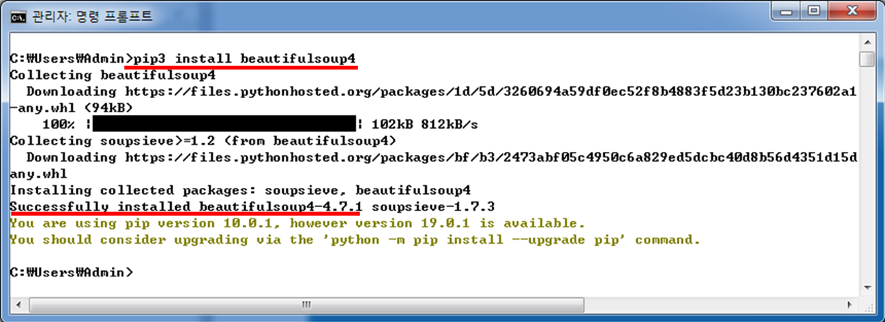 관리자: 명령 프롬프트
C:₩Users₩Admin>pip3 install beautifulsoup4
Collecting beautifulsoup4
  Downloading https://files.pythonhosted.org/packages/1d/5d/3260694a59df0ec52f8b4883f5d23b130bc237602a1
-any.whl (94kB)
    100% |████████████████████████████████| 102kB 812kB/s
Collecting soupsieve>=1.2 (from beautifulsoup4)
  Downloading https://files.pythonhosted.org/packages/bf/b3/2473abf05c4950c6a829ed5dcbc40d8b56d4351d15d
any.whl
Installing collected packages: soupsieve, beautifulsoup4
Successfully installed beautifulsoup4-4.7.1 soupsieve-1.7.3
You are using pip version 10.0.1, however version 19.0.1 is available.
You should consider upgrading via the 'python -m pip install --upgrade pip' command.
C:₩Users₩Admin>